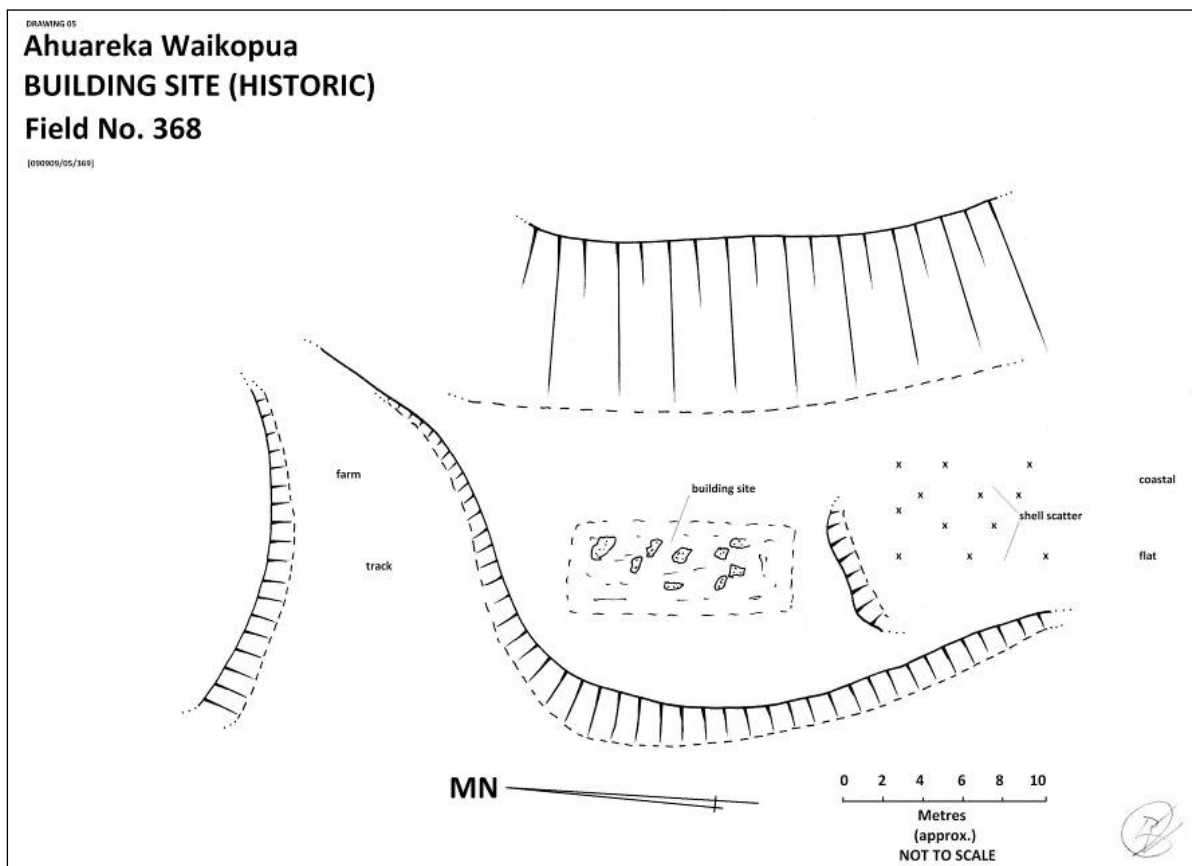 DRAWING 05
Ahuareka Waikopua
BUILDING SITE (HISTORIC)
Field No. 368
[090909/05/369]
farm
track
building site
x x x
x x x
x
x x
x x x
shell scatter
coastal
flat
MN
0 2 4 6 8 10
Metres
(approx.)
NOT TO SCALE